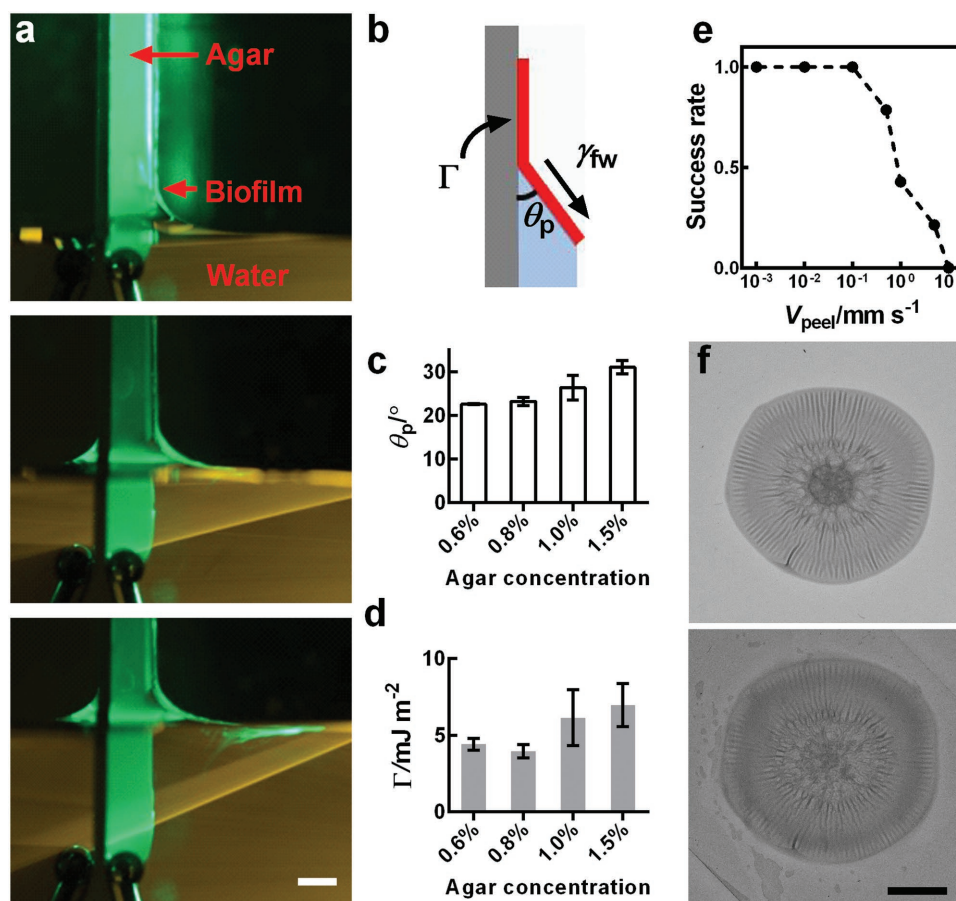 a
Agar
Biofilm
Water
b
Γ
γfw
θp
c
θp/°
30
20
10
0
0.6%
0.8%
1.0%
1.5%
Agar concentration
d
Γ/mJ m⁻²
10
5
0
0.6%
0.8%
1.0%
1.5%
Agar concentration
e
Success rate
1.0
0.5
0.0
10⁻³
10⁻²
10⁻¹
10⁰
Vpeel/mm s⁻¹
f